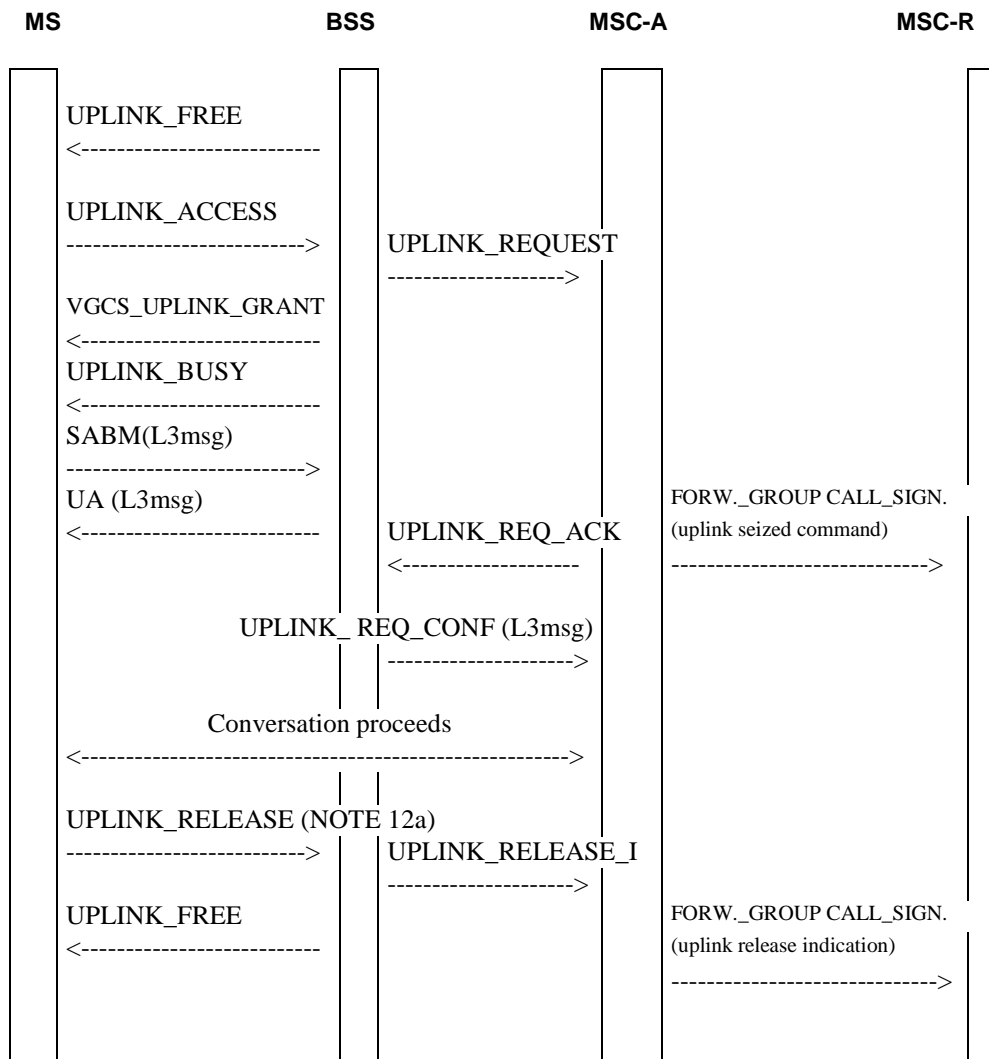 MS BSS MSC-A MSC-R
UPLINK_FREE
<---------------------------
UPLINK_ACCESS
---------------------------> UPLINK_REQUEST
-------------------->
VGCS_UPLINK_GRANT
<---------------------------
UPLINK_BUSY
<---------------------------
SABM(L3msg)
--------------------------->
UA (L3msg) FORW._GROUP CALL_SIGN.
<--------------------------- UPLINK_REQ_ACK (uplink seized command)
<-------------------- ----------------------------->
UPLINK_ REQ_CONF (L3msg)
--------------------->
Conversation proceeds
<------------------------------------------------------->
UPLINK_RELEASE (NOTE 12a)
---------------------------> UPLINK_RELEASE_I
--------------------->
UPLINK_FREE FORW._GROUP CALL_SIGN.
<--------------------------- (uplink release indication)
------------------------------>